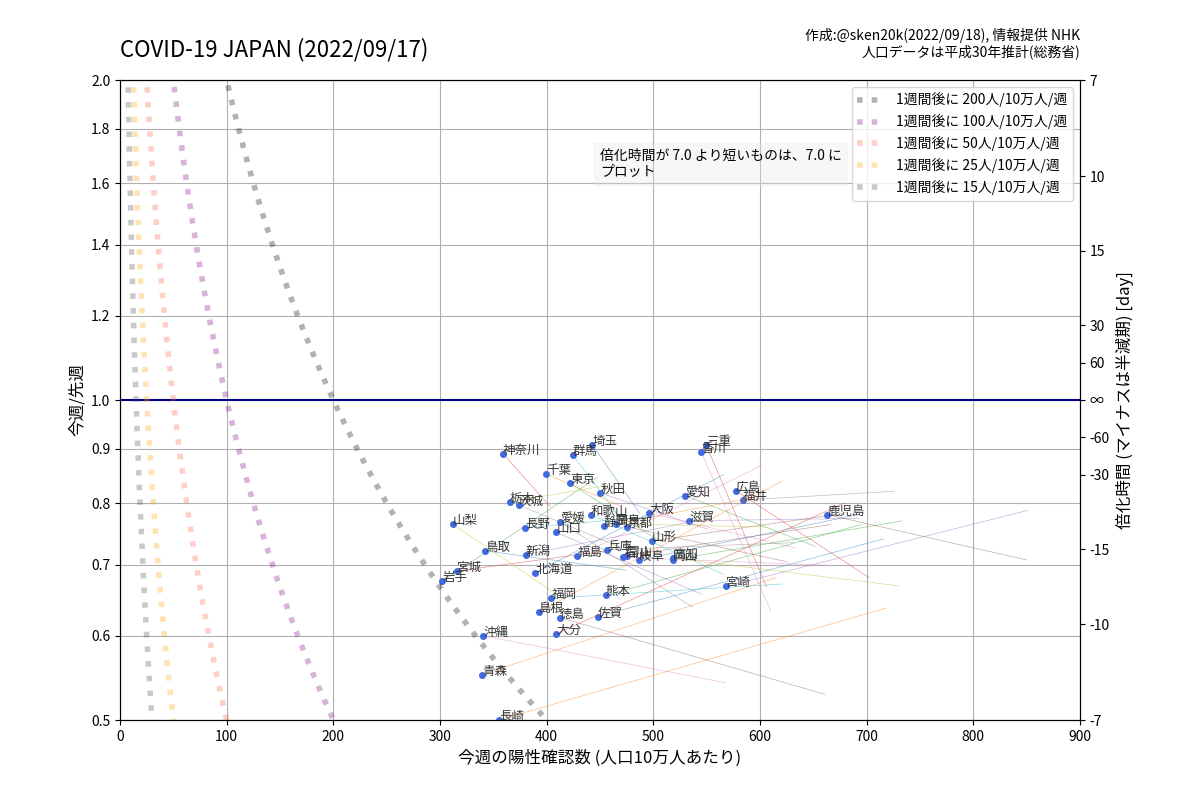 COVID-19 JAPAN (2022/09/17)
作成:@sken20k(2022/09/18), 情報提供 NHK
人口データは平成30年推計(総務省)
1週間後に 200人/10万人/週
1週間後に 100人/10万人/週
1週間後に 50人/10万人/週
1週間後に 25人/10万人/週
1週間後に 15人/10万人/週
倍化時間が 7.0 より短いものは、7.0 に
プロット
2.0
1.8
1.6
1.4
1.2
1.0
0.9
0.8
0.7
0.6
0.5
今週/先週
7
10
15
30
60
∞
-60
-30
-15
-10
-7
倍化時間 (マイナスは半減期) [day]
埼玉
三重
神奈川
群馬
香川
千葉
東京
秋田
広島
愛知
福井
栃木
茨城
和歌山
大阪
鹿児島
愛媛
滋賀
山梨
長野
静岡
京都
山口
山形
鳥取
新潟
福島
兵庫
岐阜
高知
宮城
北海道
岩手
宮崎
福岡
熊本
島根
徳島
佐賀
大分
沖縄
青森
長崎
0
100
200
300
400
500
600
700
800
900
今週の陽性確認数 (人口10万人あたり)